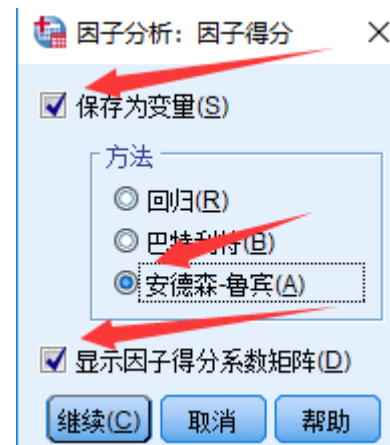 因子分析：因子得分
保存为变量(S)
方法
回归(R)
巴特利特(B)
安德森-鲁宾(A)
显示因子得分系数矩阵(D)
继续(C) 取消 帮助